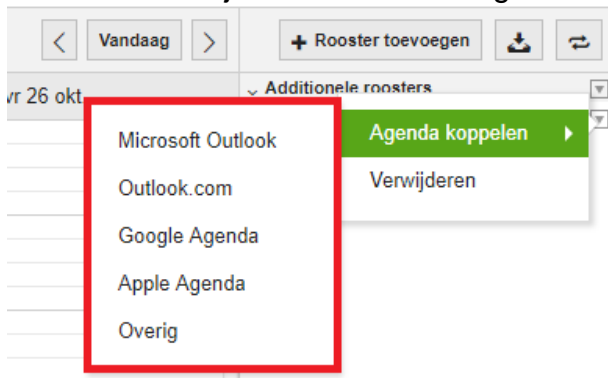 Vandaag
Rooster toevoegen
vr 26 okt
Additionele roosters
Agenda koppelen
Verwijderen
Microsoft Outlook
Outlook.com
Google Agenda
Apple Agenda
Overig